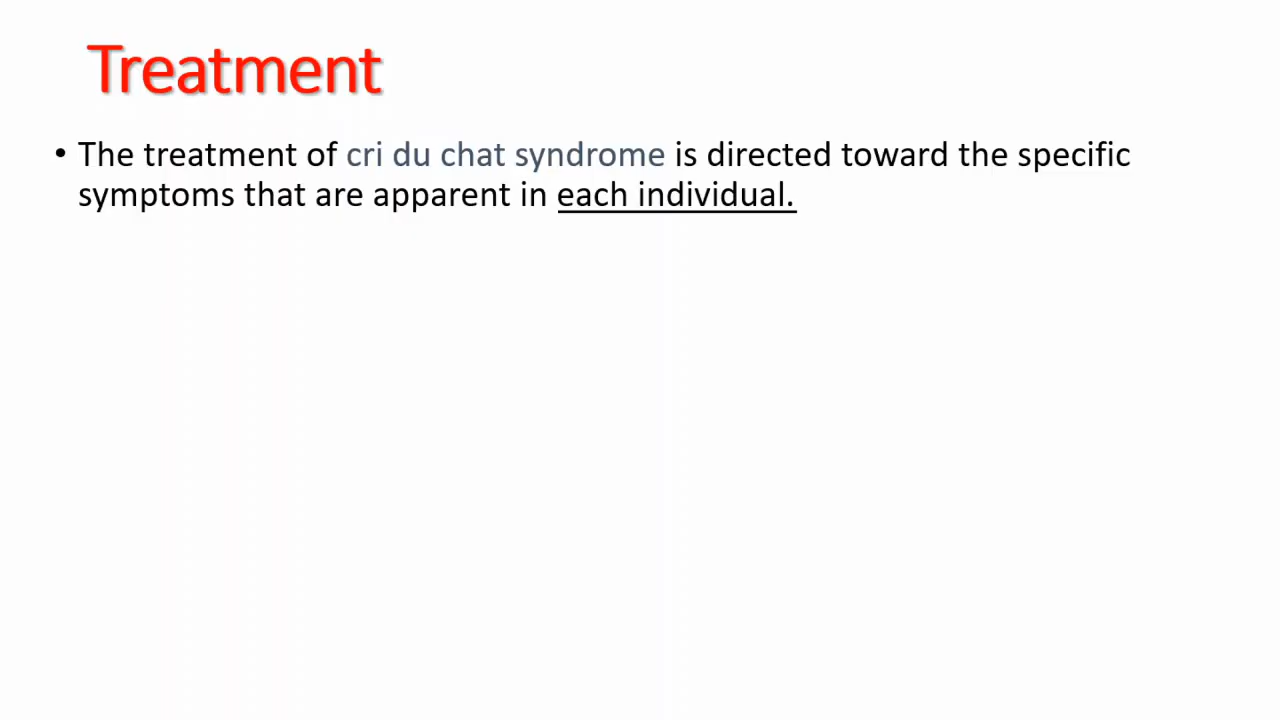 Treatment
• The treatment of cri du chat syndrome is directed toward the specific
symptoms that are apparent in each individual.